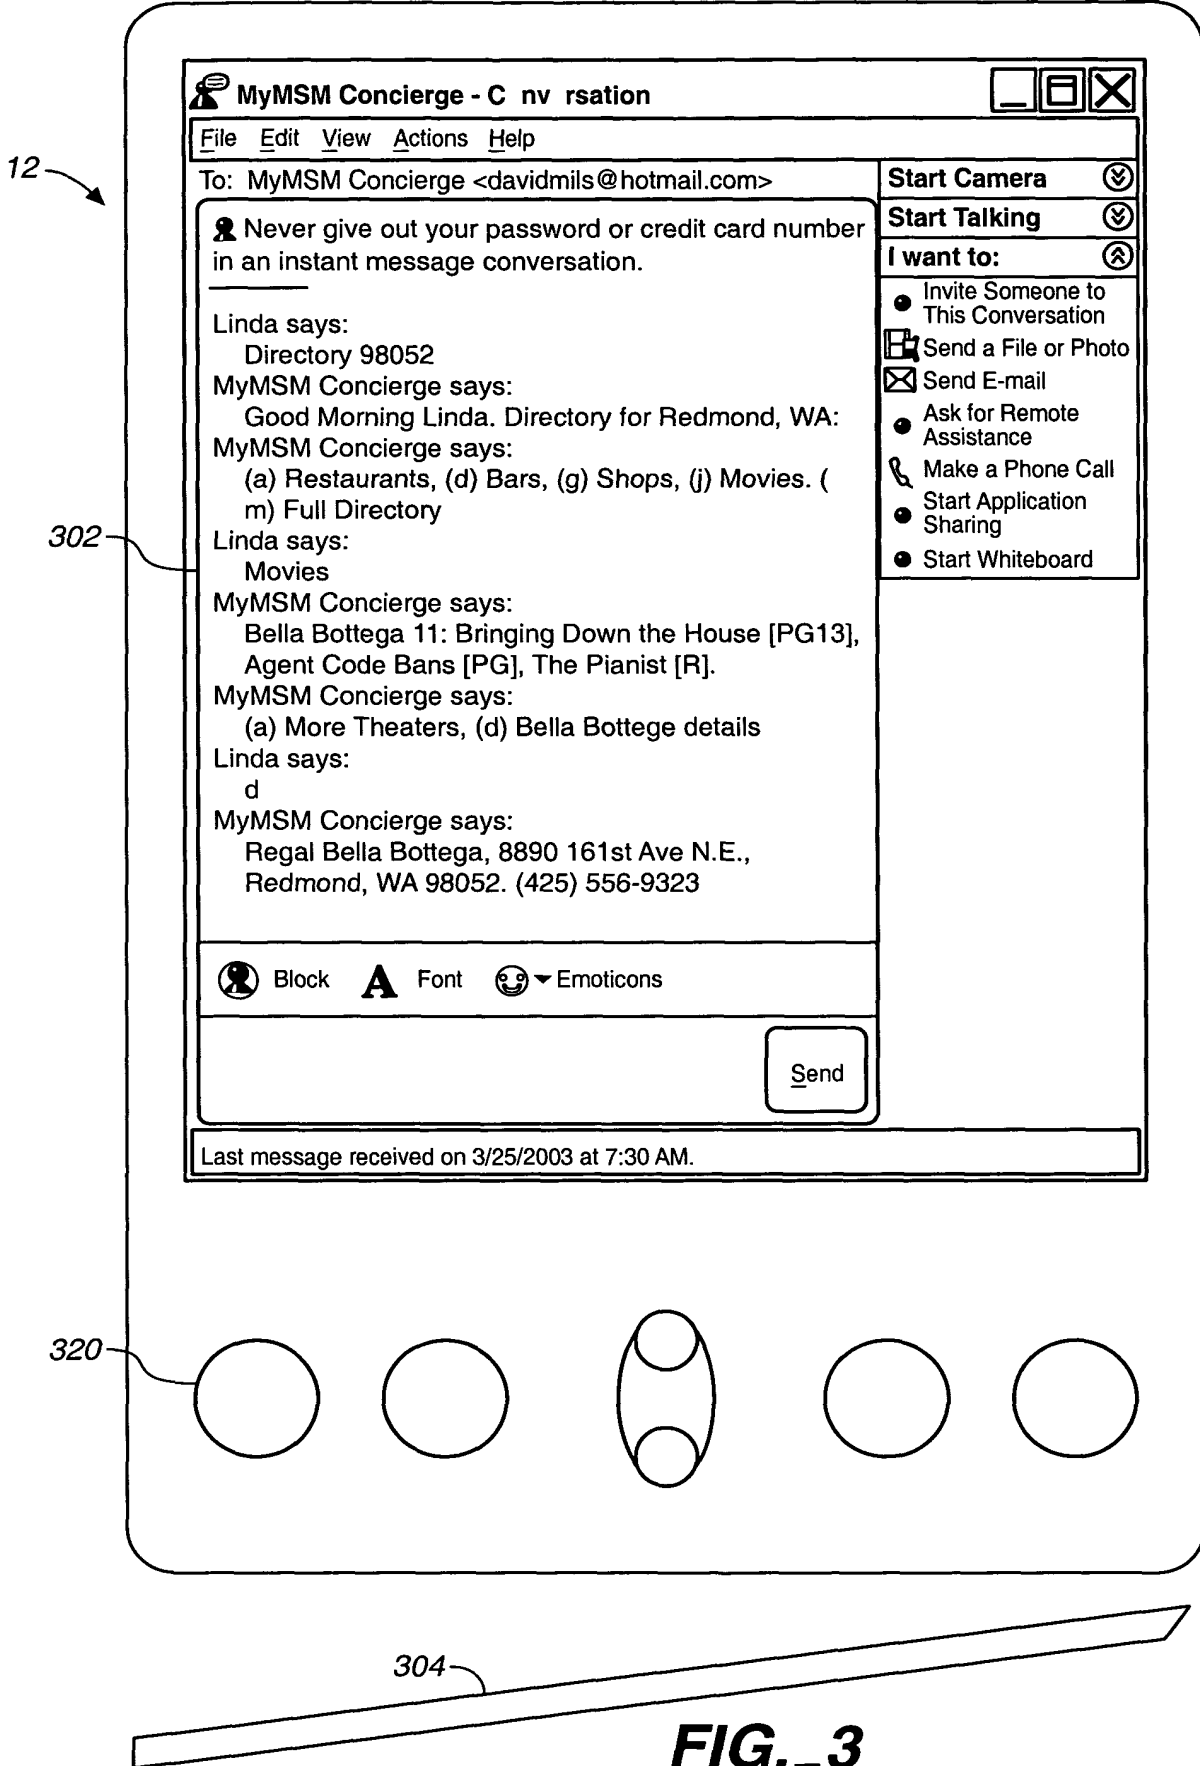 MyMSM Concierge - C nv rsation
File Edit View Actions Help
12
To: MyMSM Concierge <davidmils@hotmail.com>
Never give out your password or credit card number
in an instant message conversation.
Linda says:
Directory 98052
MyMSM Concierge says:
Good Morning Linda. Directory for Redmond, WA:
MyMSM Concierge says:
(a) Restaurants, (d) Bars, (g) Shops, (j) Movies. (
m) Full Directory
302
Linda says:
Movies
MyMSM Concierge says:
Bella Bottega 11: Bringing Down the House [PG13],
Agent Code Bans [PG], The Pianist [R].
MyMSM Concierge says:
(a) More Theaters, (d) Bella Bottege details
Linda says:
d
MyMSM Concierge says:
Regal Bella Bottega, 8890 161st Ave N.E.,
Redmond, WA 98052. (425) 556-9323
Start Camera
Start Talking
I want to:
Invite Someone to
This Conversation
Send a File or Photo
Send E-mail
Ask for Remote
Assistance
Make a Phone Call
Start Application
Sharing
Start Whiteboard
Block A Font Emoticons
Send
Last message received on 3/25/2003 at 7:30 AM.
320
304
FIG._3